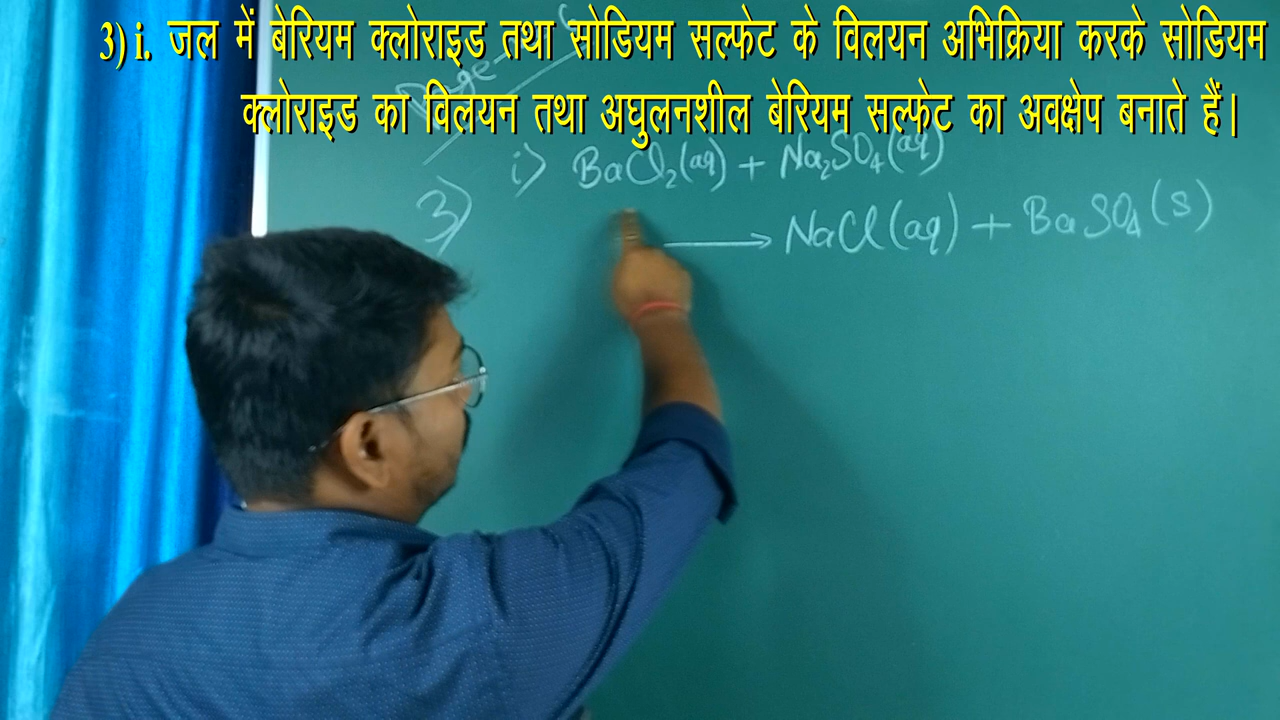 3) i. जल में बेरियम क्लोराइड तथा सोडियम सल्फेट के विलयन अभिक्रिया करके सोडियम
क्लोराइड का विलयन तथा अघुलनशील बेरियम सल्फेट का अवक्षेप बनाते हैं।
3) i) BaCl₂(aq) + Na₂SO₄(aq)
⟶ NaCl(aq) + BaSO₄(s)